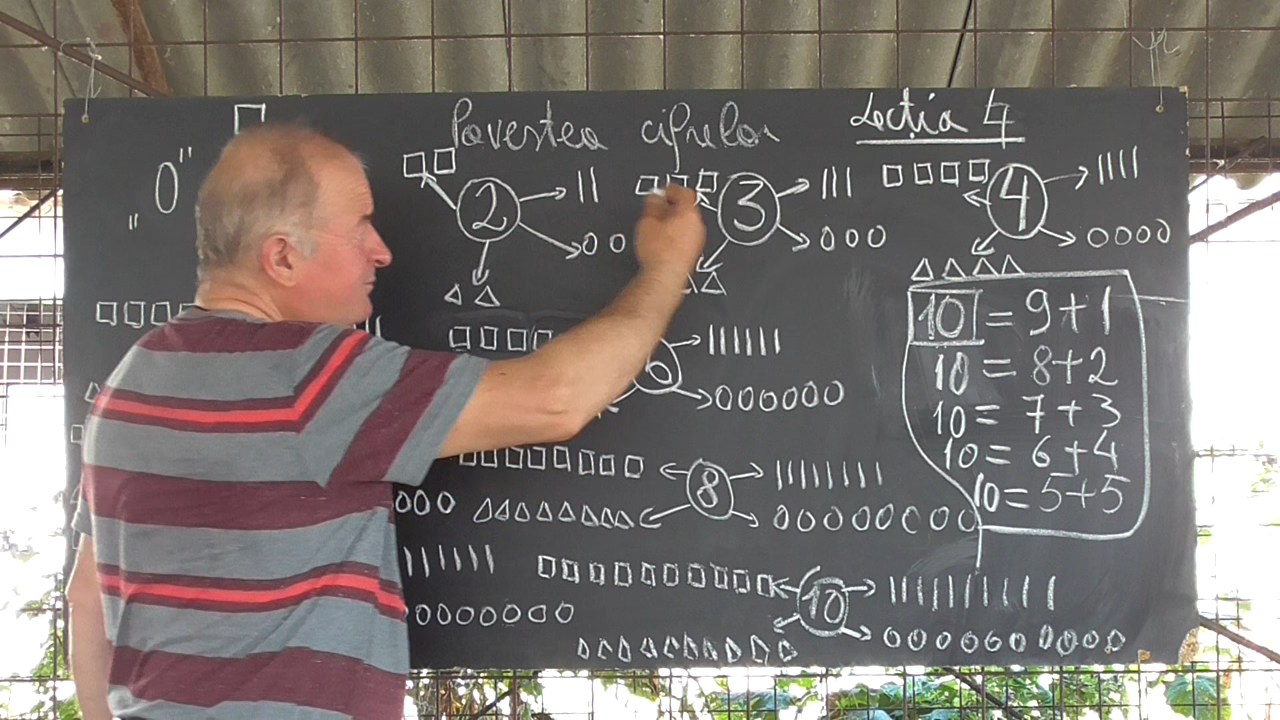 Povestea cifrelor Lecția 4
„0”
2
3
4
6
8
10
10 = 9+1
10 = 8+2
10 = 7+3
10 = 6+4
10 = 5+5